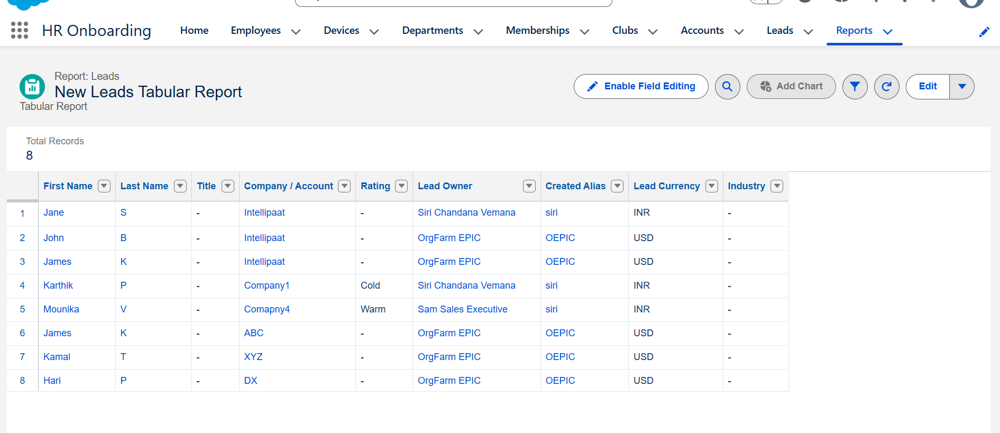 HR Onboarding Home Employees Devices Departments Memberships Clubs Accounts Leads Reports
Report: Leads
New Leads Tabular Report
Tabular Report
Enable Field Editing Add Chart Edit
Total Records
8
First Name Last Name Title Company / Account Rating Lead Owner Created Alias Lead Currency Industry
1 Jane S - Intellipaat - Siri Chandana Vemana siri INR -
2 John B - Intellipaat - OrgFarm EPIC OEPIC USD -
3 James K - Intellipaat - OrgFarm EPIC OEPIC USD -
4 Karthik P - Company1 Cold Siri Chandana Vemana siri INR -
5 Mounika V - Comapny4 Warm Sam Sales Executive siri INR -
6 James K - ABC - OrgFarm EPIC OEPIC USD -
7 Kamal T - XYZ - OrgFarm EPIC OEPIC USD -
8 Hari P - DX - OrgFarm EPIC OEPIC USD -